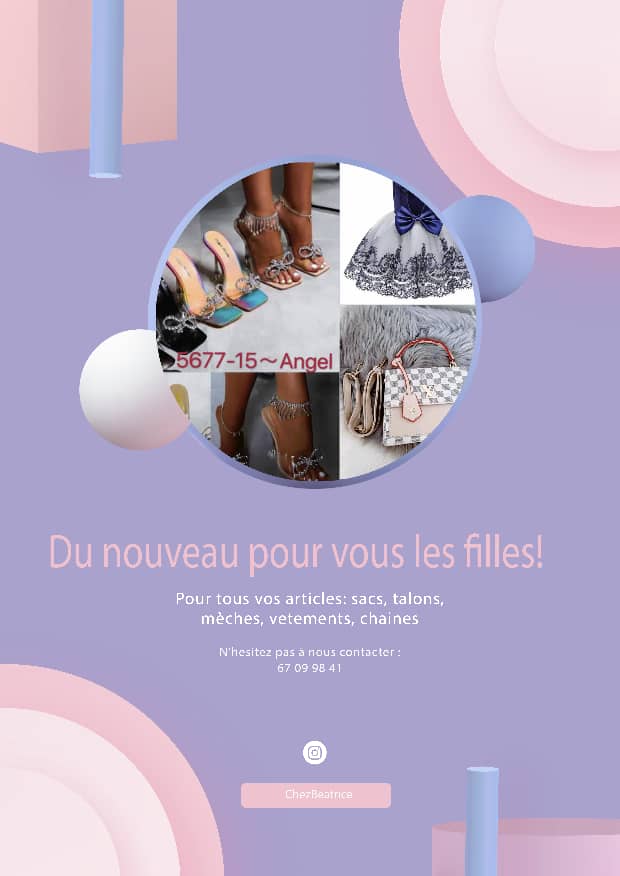 5677-15～Angel
Du nouveau pour vous les filles!
Pour tous vos articles: sacs, talons,
mèches, vetements, chaines
N'hesitez pas à nous contacter :
67 09 98 41
ChezBeatrice